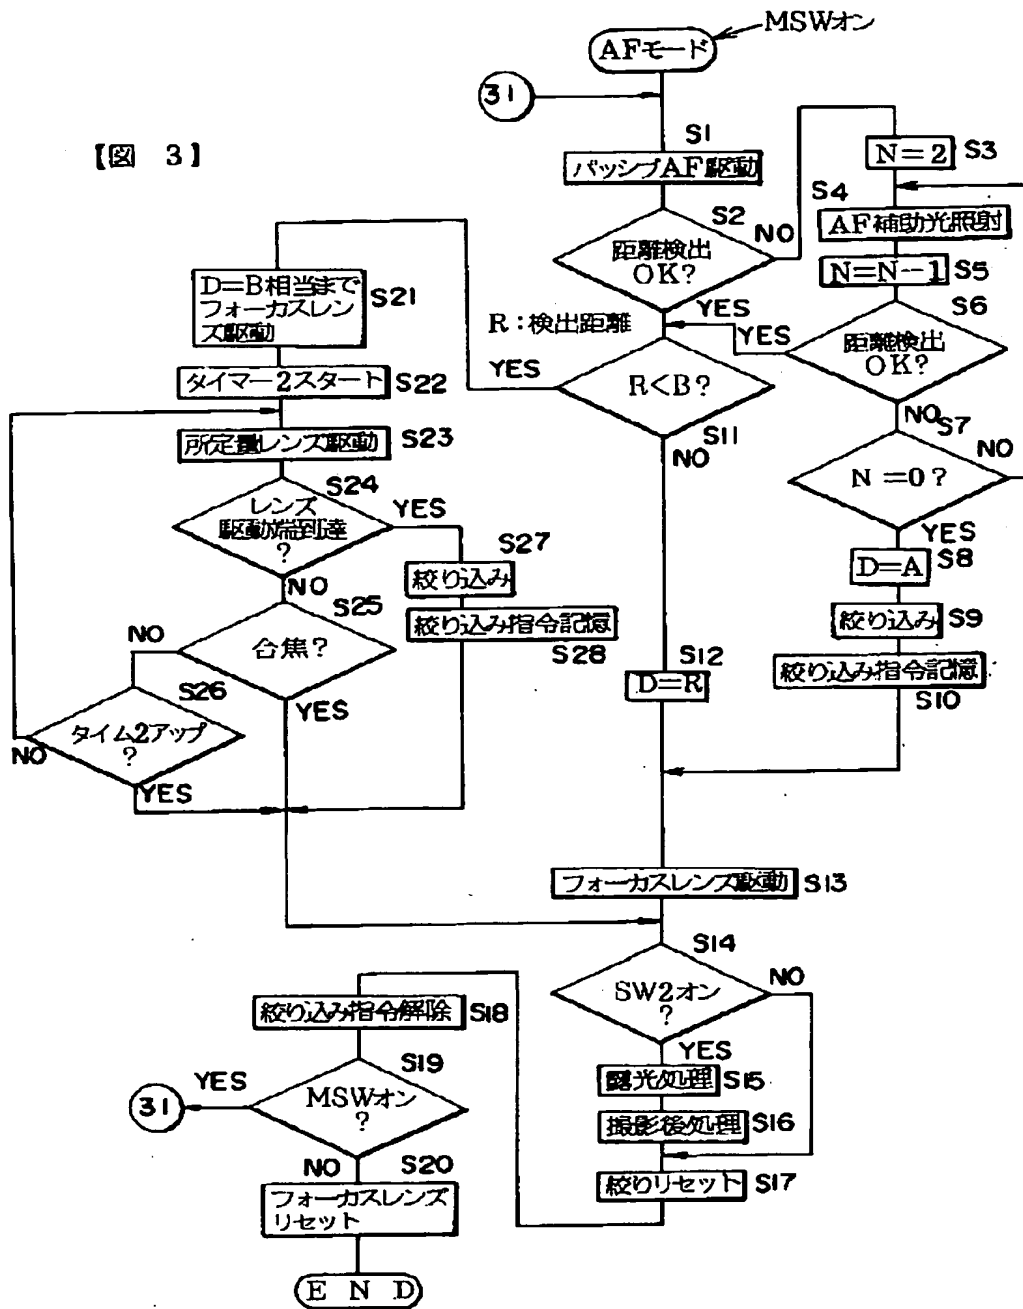 MSWオン
AFモード
31
【図 3】
S1
パッシブAF駆動
S2
距離検出
OK?
NO
YES
N=2
S3
S4
AF補助光照射
N=N-1
S5
S6
距離検出
OK?
YES
NO
S7
N=0?
NO
YES
D=A
S8
絞り込み
S9
絞り込み指令記憶
S10
R:検出距離
R<B?
YES
S11
NO
S12
D=R
D=B相当まで
フォーカスレン
ズ駆動
S21
タイマー2スタート
S22
所定量レンズ駆動
S23
S24
レンズ
駆動端到達
?
YES
NO
S27
絞り込み
絞り込み指令記憶
S28
S25
合焦?
NO
YES
S26
タイム2アップ
?
NO
YES
フォーカスレンズ駆動
S13
S14
SW2オン
?
NO
YES
露光処理
S15
撮影後処理
S16
絞りリセット
S17
絞り込み指令解除
S18
S19
MSWオン
?
YES
31
NO
S20
フォーカスレンズ
リセット
END